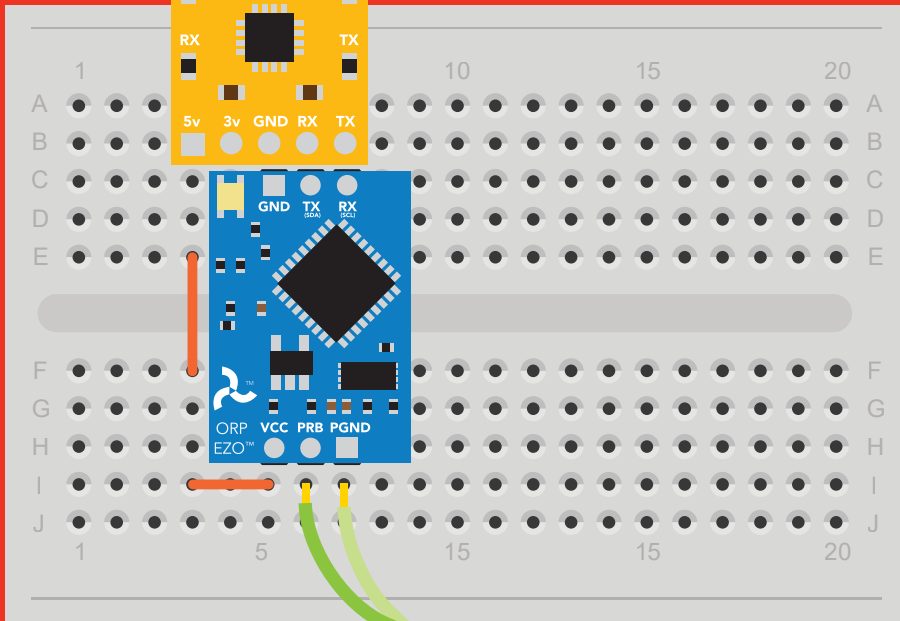 RX TX
1 10 15 20
A A
5v 3v GND RX TX
B B
C C
GND TX RX
(SDA) (SCL)
D D
E E
F F
TM
G G
ORP VCC PRB PGND
H H
EZO™
I I
J J
1 5 15 15 20